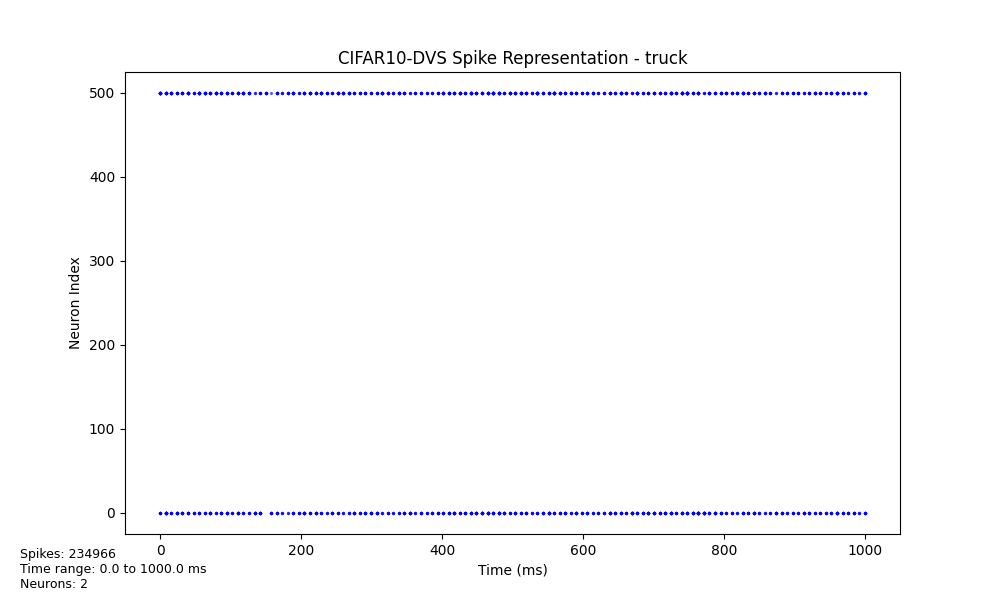 CIFAR10-DVS Spike Representation - truck
500
400
300
200
100
0
Neuron Index
0 200 400 600 800 1000
Time (ms)
Spikes: 234966
Time range: 0.0 to 1000.0 ms
Neurons: 2